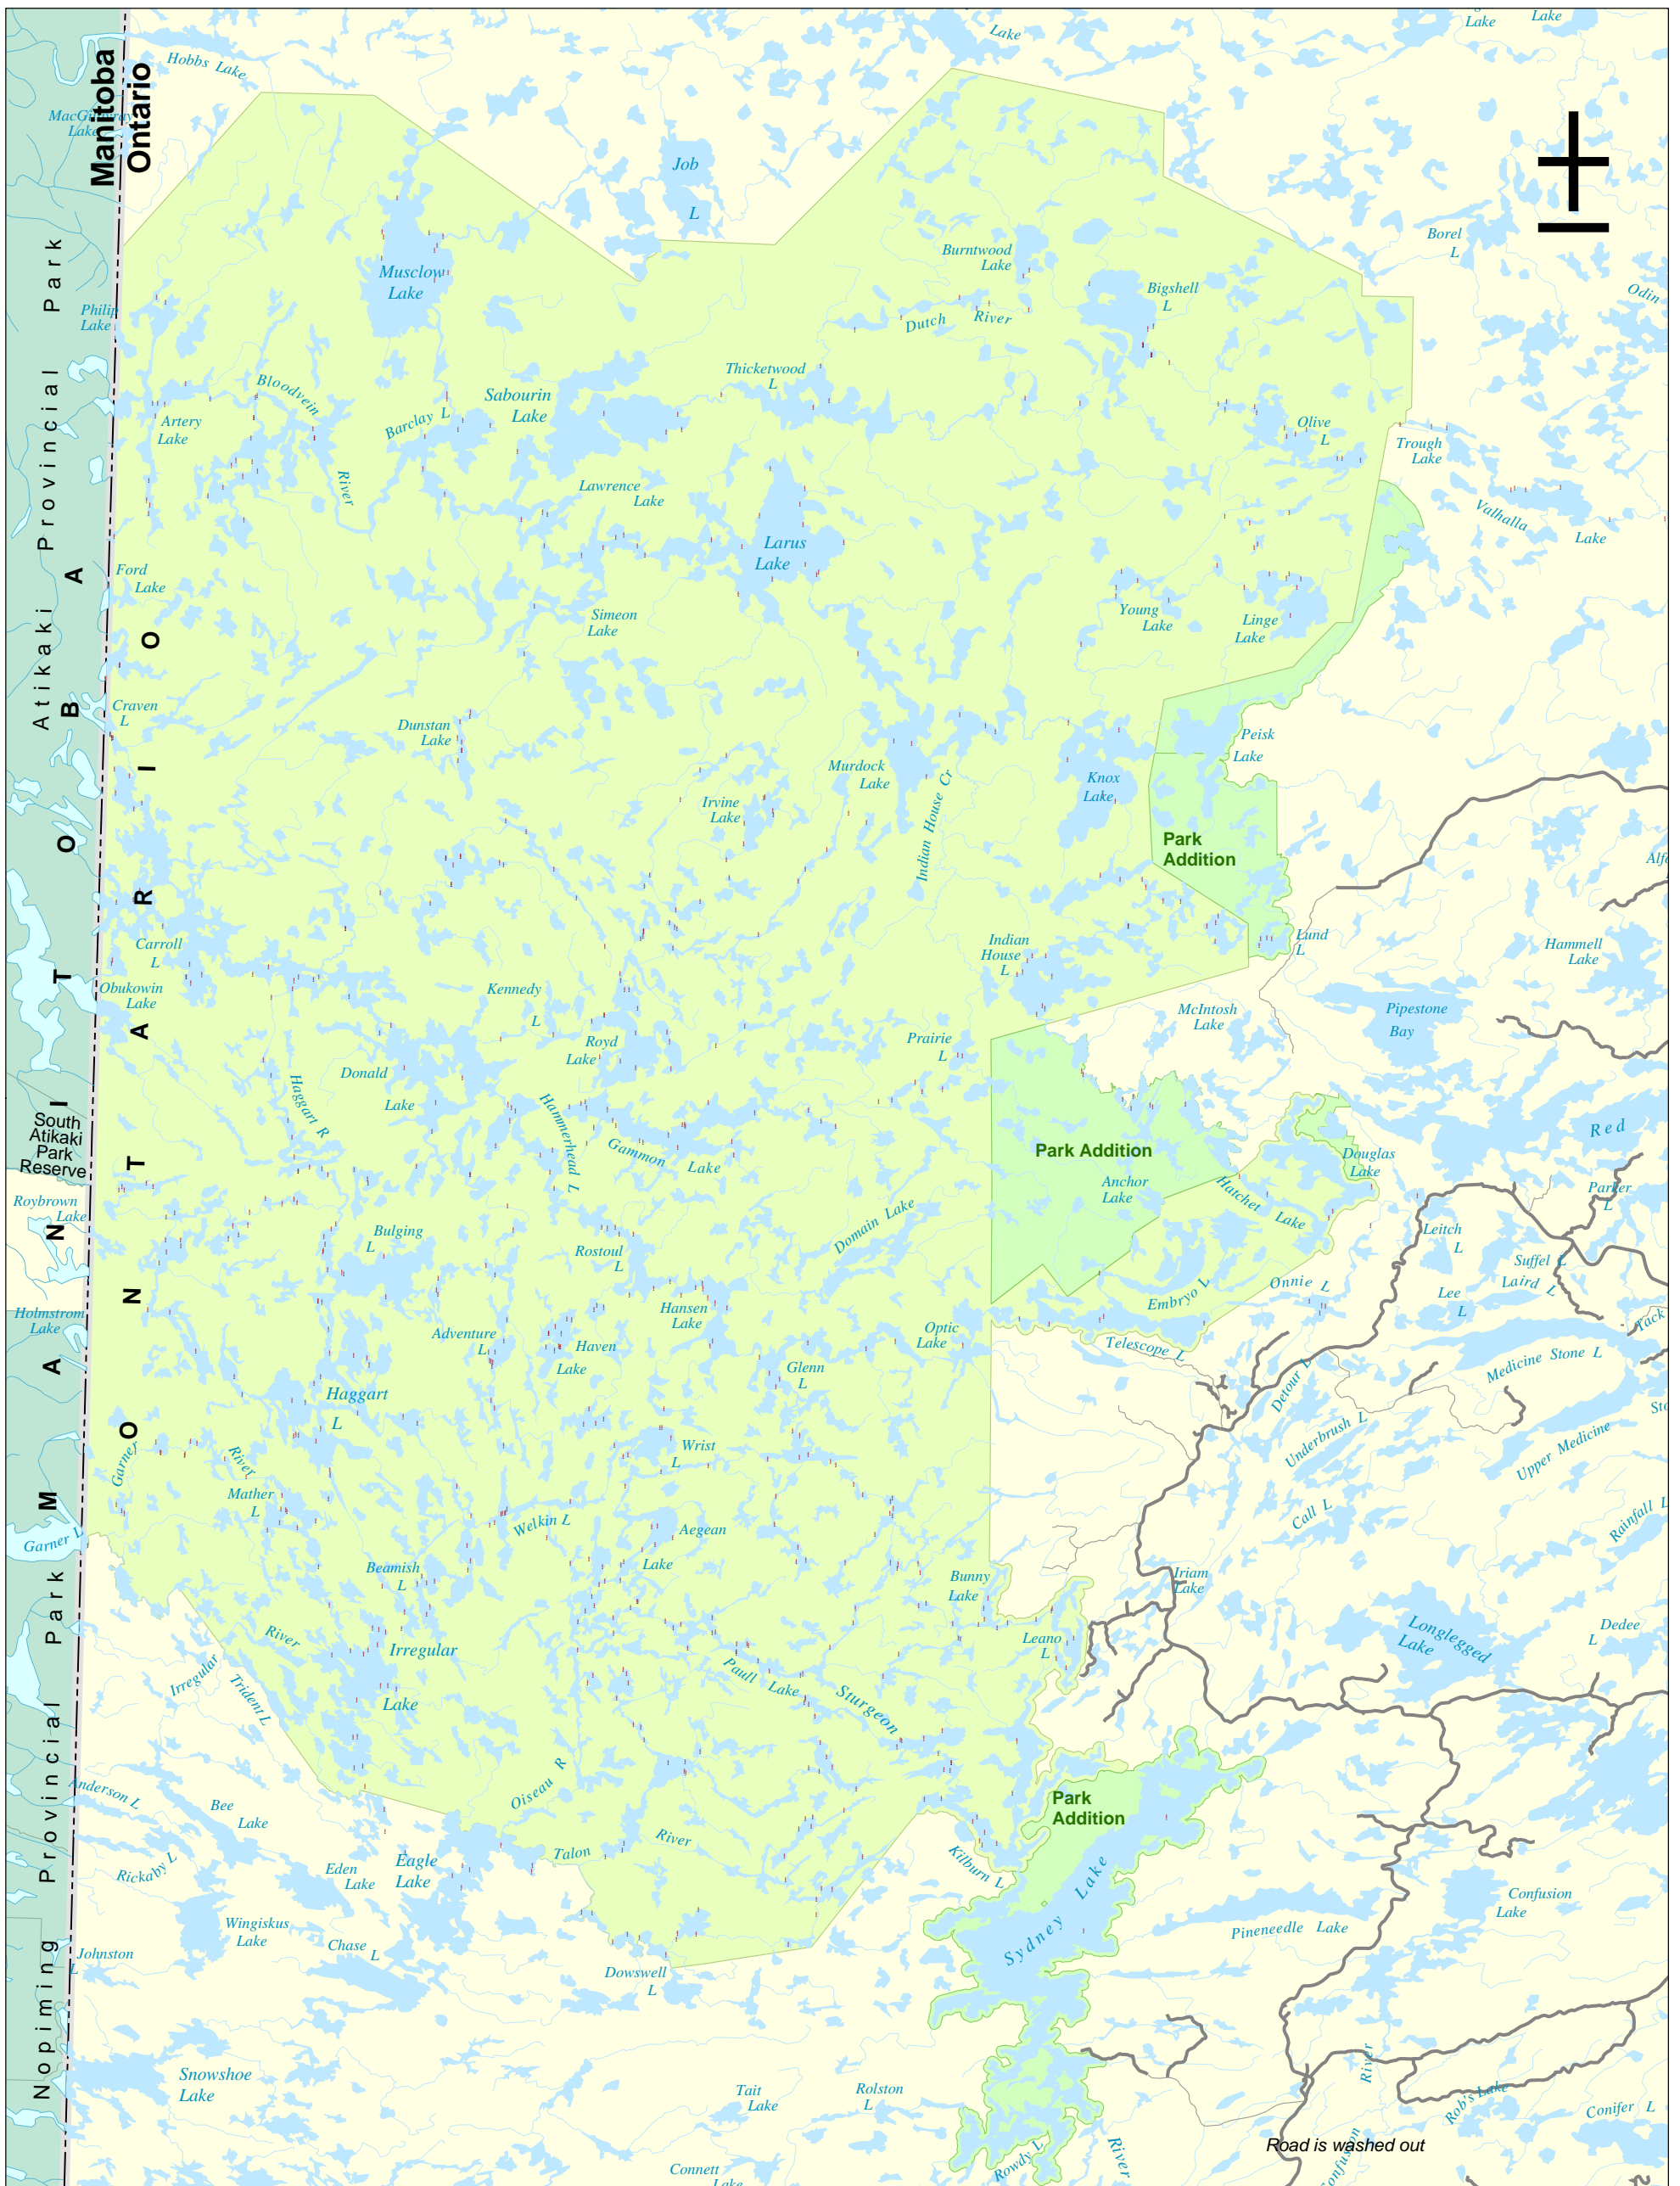 Lake
Lake
Lake
Hobbs Lake
Manitoba
Ontario
Lake
Job
L
Borel
L
Odin
Burntwood
Lake
Musclow
Lake
Bigshell
L
Philip
Lake
Dutch River
Atikaki Provincial Park
Thicketwood
L
Bloodvein
River
Sabourin
Lake
Barclay L
Artery
Lake
Olive
L
Trough
Lake
Lawrence
Lake
Valhalla
Lake
Larus
Lake
Ford
Lake
Simeon
Lake
Young
Lake
Linge
Lake
Craven
L
Dunstan
Lake
Peisk
Lake
Murdock
Lake
Knox
Lake
Irvine
Lake
Indian House Cr
Park
Addition
Carroll
L
Indian
House
L
Lund
L
Hammell
Lake
Obukowin
Lake
Kennedy
L
McIntosh
Lake
Pipestone
Bay
Royd
Lake
Prairie
L
Donald
Lake
Haggart R
Hammerhead L
Gammon Lake
Red
South
Atikaki
Park
Reserve
Park Addition
Douglas
Lake
Anchor
Lake
Hatchet Lake
Parker
L
Roybrown
Lake
Domain Lake
Bulging
L
Rostoul
L
Leitch
L
Suffel L
Laird L
Onnie L
Embryo L
Lee
L
Holmstrom
Lake
Hansen
Lake
Optic
Lake
Adventure
L
Haven
Lake
Telescope L
Medicine Stone L
Tack
Glenn
L
Detour L
Haggart
L
Underbrush L
Upper Medicine
Sto
Garner
River
Wrist
L
Mather
L
MANITOBA
ONTARIO
Call L
Rainfall L
Welkin L
Aegean
Lake
Garner L
Beamish
L
Bunny
Lake
Iriam
Lake
River
Irregular
Lake
Leano
L
Longlegged
Lake
Dedee
L
Irregular
Trident L
Paull Lake
Sturgeon
Nopiming Provincial Park
Anderson L
Bee
Lake
Oiseau R
Park
Addition
Rickaby L
Eden
Lake
Eagle
Lake
Talon
River
Kilburn L
Confusion
Lake
Wingiskus
Lake
Chase
L
Sydney Lake
Pineneedle Lake
Johnston
L
Dowswell
L
Snowshoe
Lake
Tait
Lake
Rolston
L
River
Rob's Lake
Conifer L
Rowdy L
River
Road is washed out
Confusion
Connett
Lake